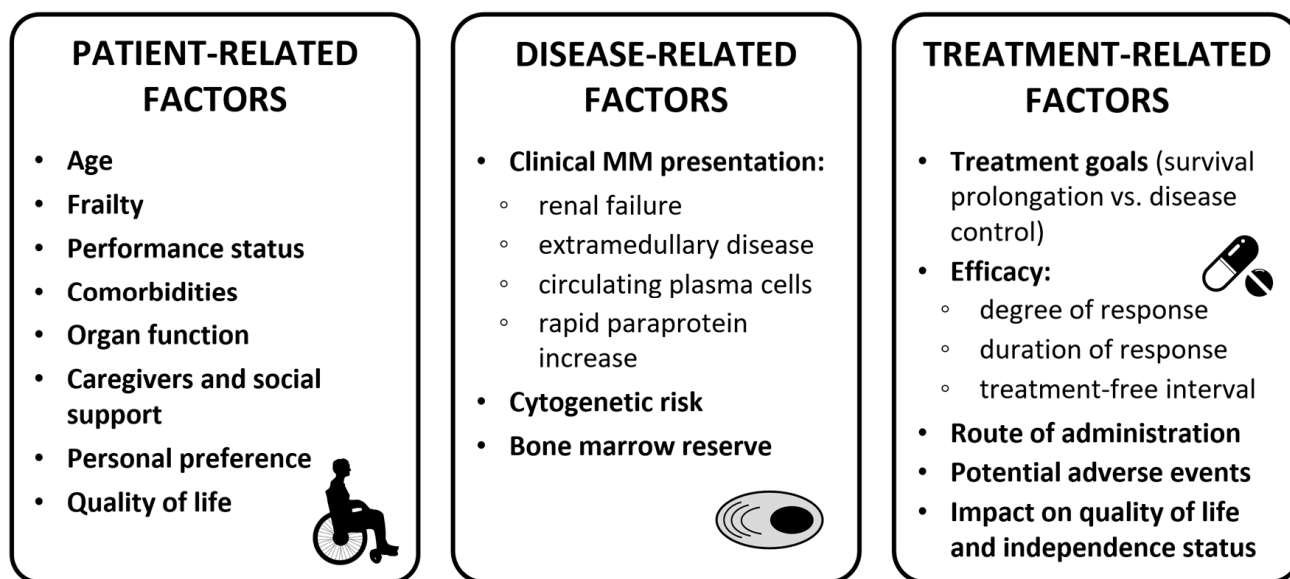 PATIENT-RELATED
FACTORS
• Age
• Frailty
• Performance status
• Comorbidities
• Organ function
• Caregivers and social
support
• Personal preference
• Quality of life
DISEASE-RELATED
FACTORS
• Clinical MM presentation:
◦ renal failure
◦ extramedullary disease
◦ circulating plasma cells
◦ rapid paraprotein
increase
• Cytogenetic risk
• Bone marrow reserve
TREATMENT-RELATED
FACTORS
• Treatment goals (survival
prolongation vs. disease
control)
• Efficacy:
◦ degree of response
◦ duration of response
◦ treatment-free interval
• Route of administration
• Potential adverse events
• Impact on quality of life
and independence status